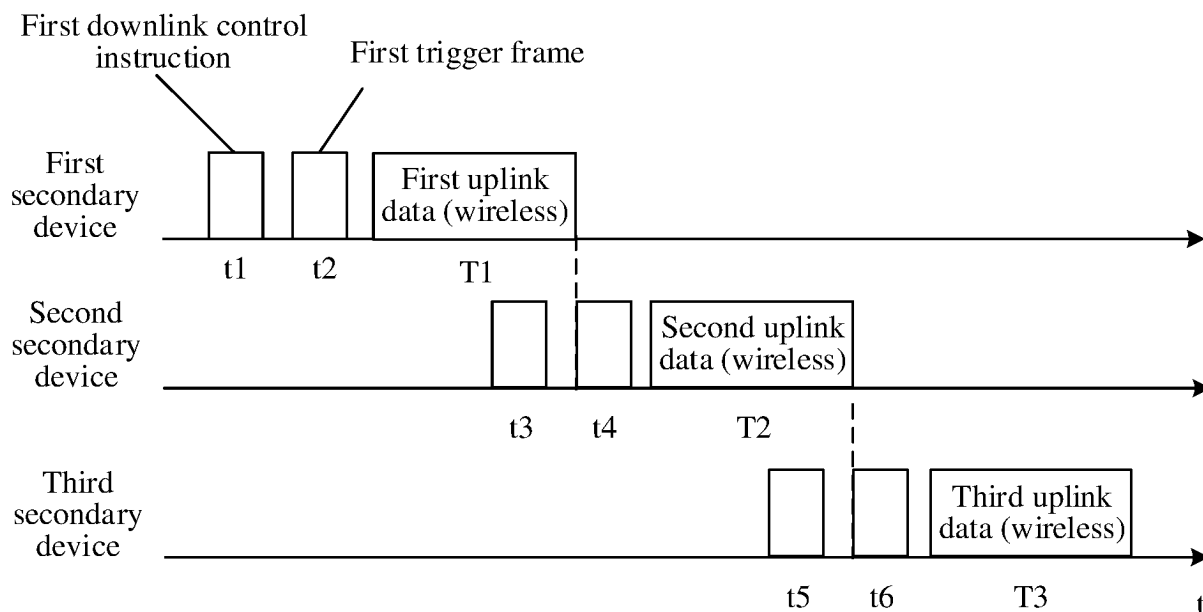 First downlink control
instruction
First trigger frame
First
secondary
device
First uplink
data (wireless)
t1
t2
T1
Second
secondary
device
Second uplink
data (wireless)
t3
t4
T2
Third
secondary
device
Third uplink
data (wireless)
t5
t6
T3
t